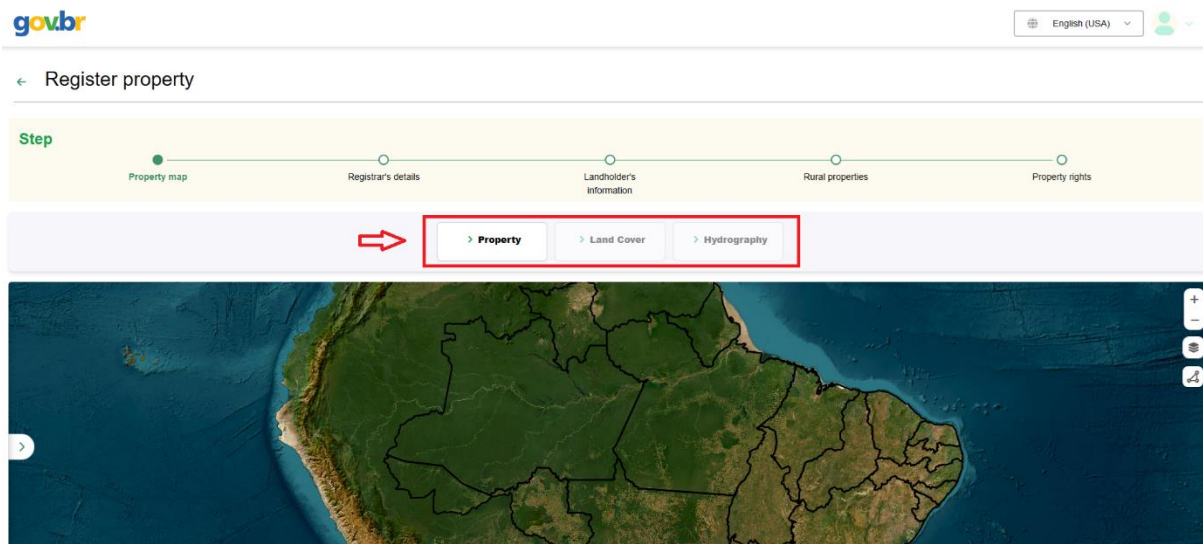 gov.br
English (USA)
← Register property
Step
Property map
Registrar's details
Landholder's
information
Rural properties
Property rights
> Property
> Land Cover
> Hydrography
+
−
>